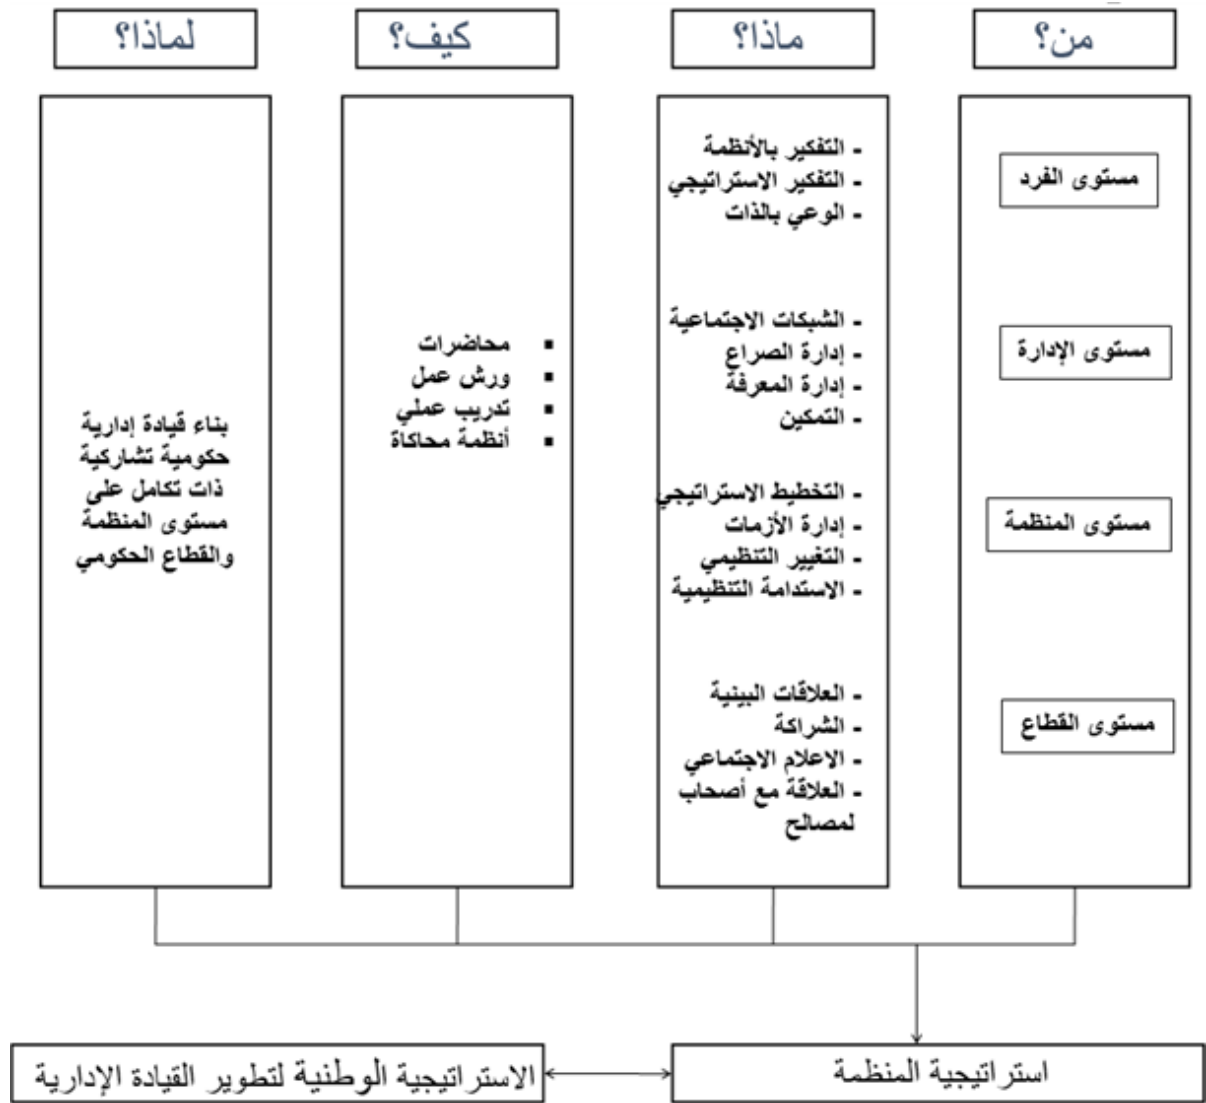 من؟
مستوى الفرد
مستوى الإدارة
مستوى المنظمة
مستوى القطاع
ماذا؟
- التفكير بالأنظمة
- التفكير الاستراتيجي
- الوعي بالذات
- الشبكات الاجتماعية
- إدارة الصراع
- إدارة المعرفة
- التمكين
- التخطيط الاستراتيجي
- إدارة الأزمات
- التغيير التنظيمي
- الاستدامة التنظيمية
- العلاقات البينية
- الشراكة
- الاعلام الاجتماعي
- العلاقة مع أصحاب
لمصالح
كيف؟
▪ محاضرات
▪ ورش عمل
▪ تدريب عملي
▪ أنظمة محاكاة
لماذا؟
بناء قيادة إدارية
حكومية تشاركية
ذات تكامل على
مستوى المنظمة
والقطاع الحكومي
استراتيجية المنظمة
الاستراتيجية الوطنية لتطوير القيادة الإدارية